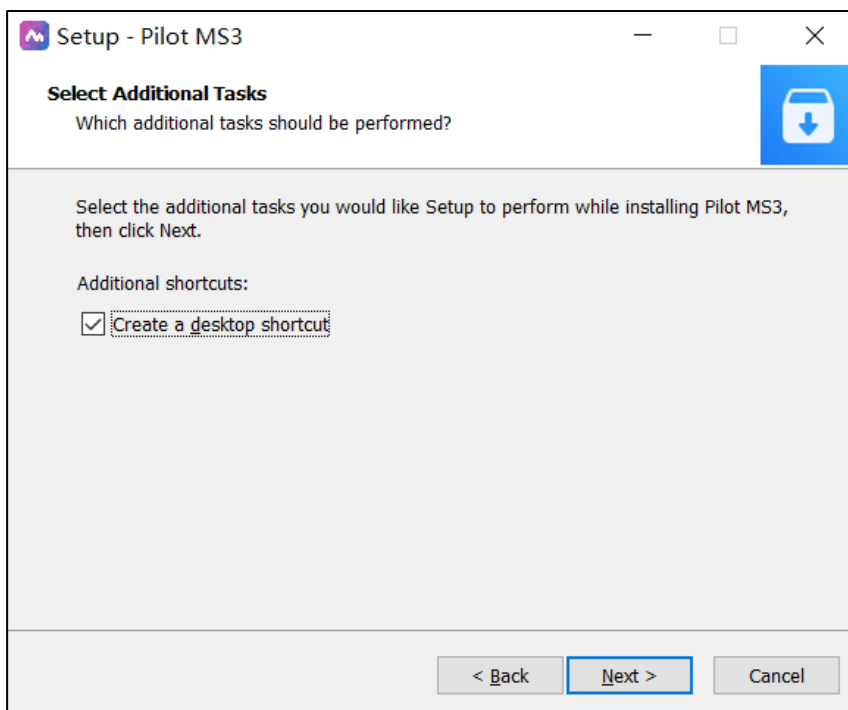 Setup - Pilot MS3
Select Additional Tasks
Which additional tasks should be performed?
Select the additional tasks you would like Setup to perform while installing Pilot MS3,
then click Next.
Additional shortcuts:
Create a desktop shortcut
< Back Next > Cancel